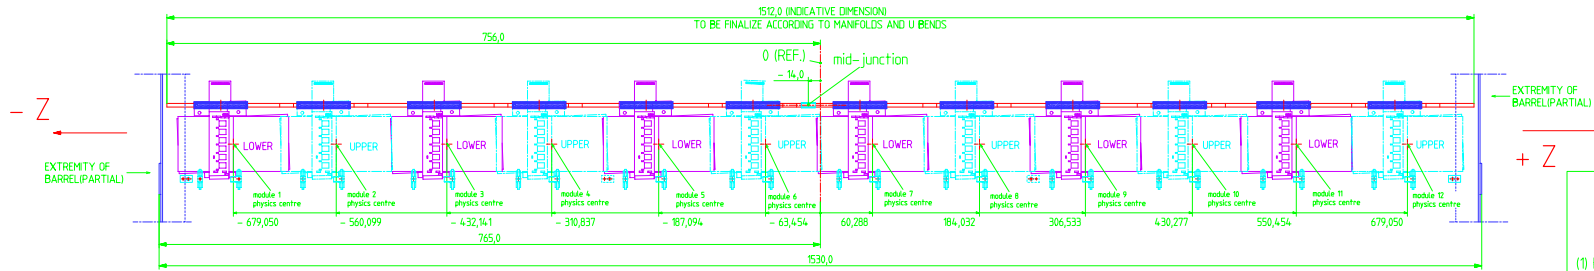 1512,0 (INDICATIVE DIMENSION)
TO BE FINALIZE ACCORDING TO MANIFOLDS AND U BENDS
756,0
0 (REF.)
mid-junction
- 14,0
- Z
+ Z
EXTREMITY OF
BARREL(PARTIAL)
EXTREMITY OF
BARREL(PARTIAL)
LOWER
UPPER
LOWER
UPPER
LOWER
UPPER
LOWER
UPPER
LOWER
UPPER
LOWER
UPPER
module 1
physics centre
module 2
physics centre
module 3
physics centre
module 4
physics centre
module 5
physics centre
module 6
physics centre
module 7
physics centre
module 8
physics centre
module 9
physics centre
module 10
physics centre
module 11
physics centre
module 12
physics centre
- 679,050
- 560,099
- 432,141
- 310,837
- 187,094
- 63,454
60,288
184,032
306,533
430,277
550,454
679,050
765,0
1530,0
(1)